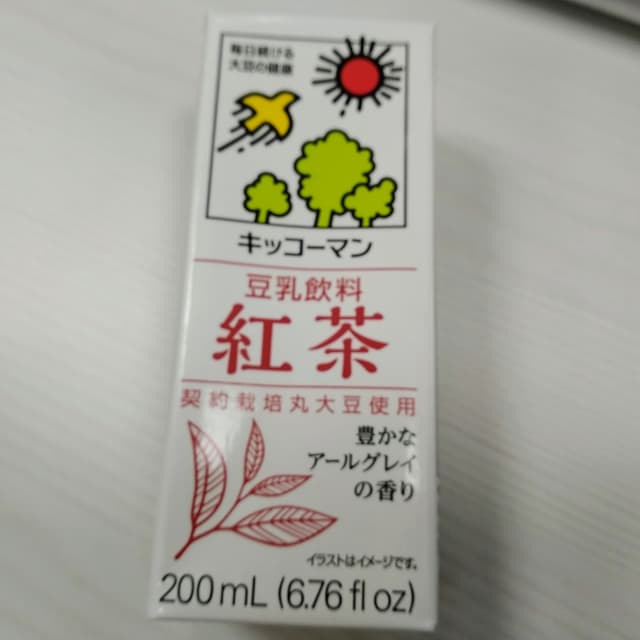 毎日続ける
大豆の健康
キッコーマン
豆乳飲料
紅茶
契約栽培丸大豆使用
豊かな
アールグレイ
の香り
イラストはイメージです。
200 mL (6.76 fl oz)